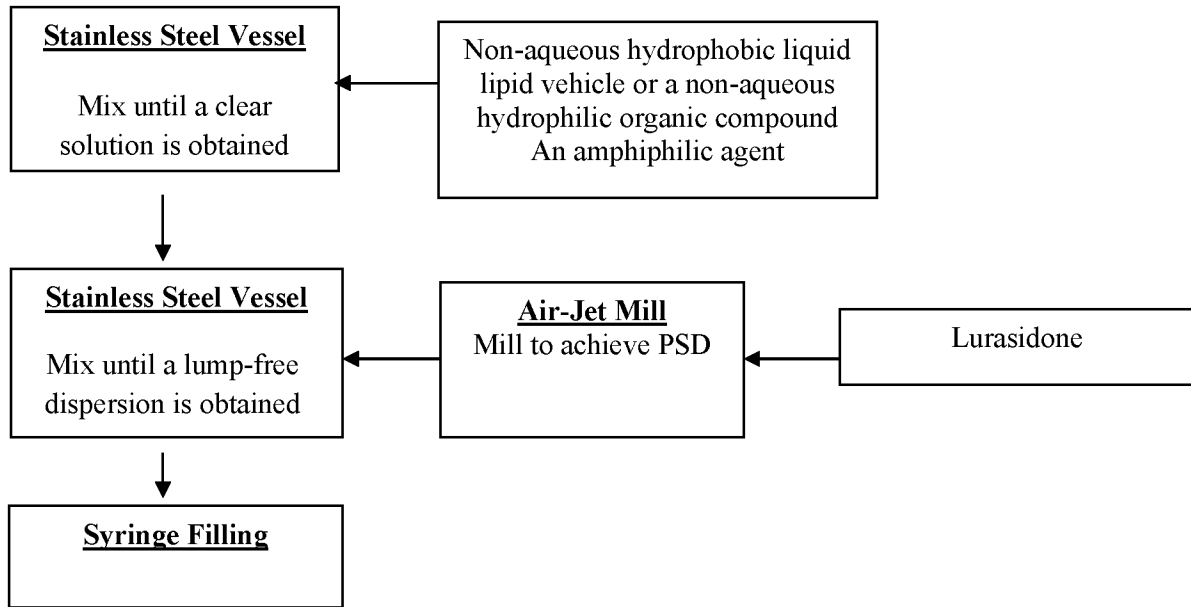 Stainless Steel Vessel
Mix until a clear
solution is obtained
Non-aqueous hydrophobic liquid
lipid vehicle or a non-aqueous
hydrophilic organic compound
An amphiphilic agent
Stainless Steel Vessel
Mix until a lump-free
dispersion is obtained
Air-Jet Mill
Mill to achieve PSD
Lurasidone
Syringe Filling